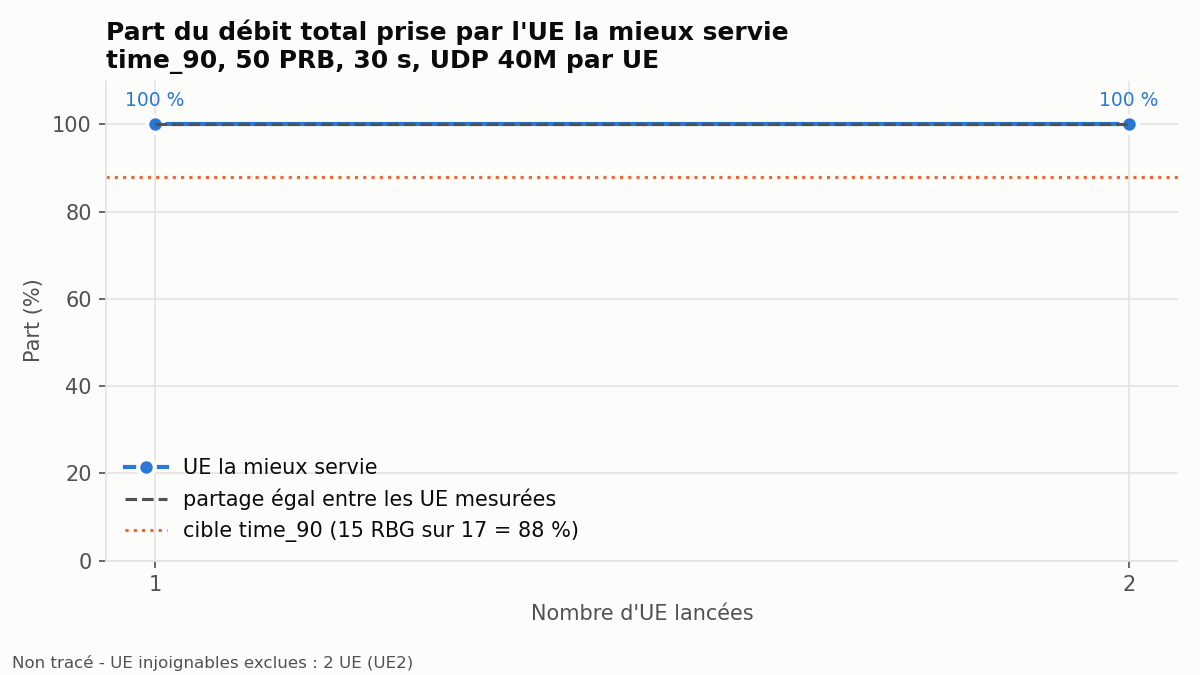 Part du débit total prise par l'UE la mieux servie
time_90, 50 PRB, 30 s, UDP 40M par UE
100 %
100 %
100
80
60
40
20
0
Part (%)
UE la mieux servie
partage égal entre les UE mesurées
cible time_90 (15 RBG sur 17 = 88 %)
1
2
Nombre d'UE lancées
Non tracé - UE injoignables exclues : 2 UE (UE2)